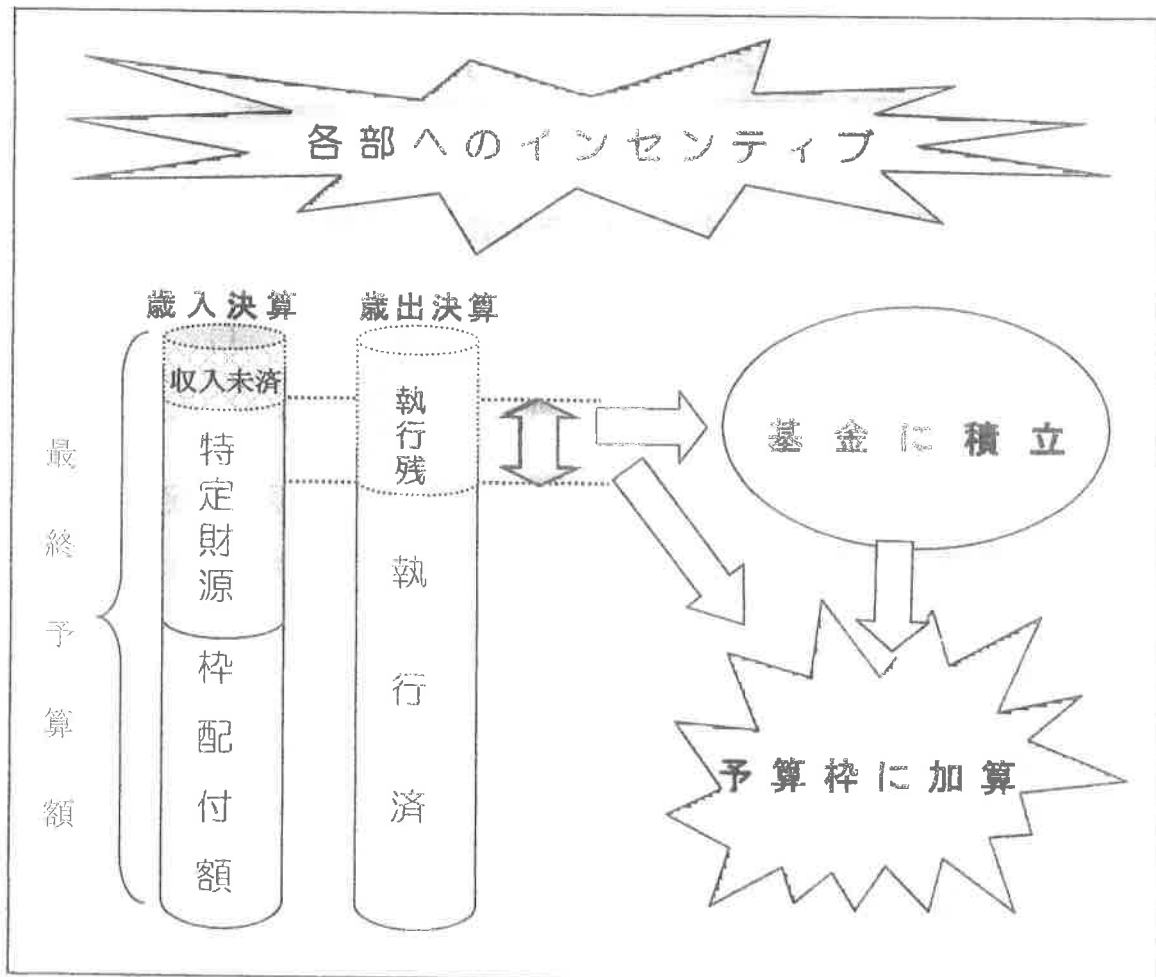 各部へのインセンティブ
歳入決算
歳出決算
最終予算額
収入未済
特定財源
枠配付額
執行残
執行済
基金に積立
予算枠に加算